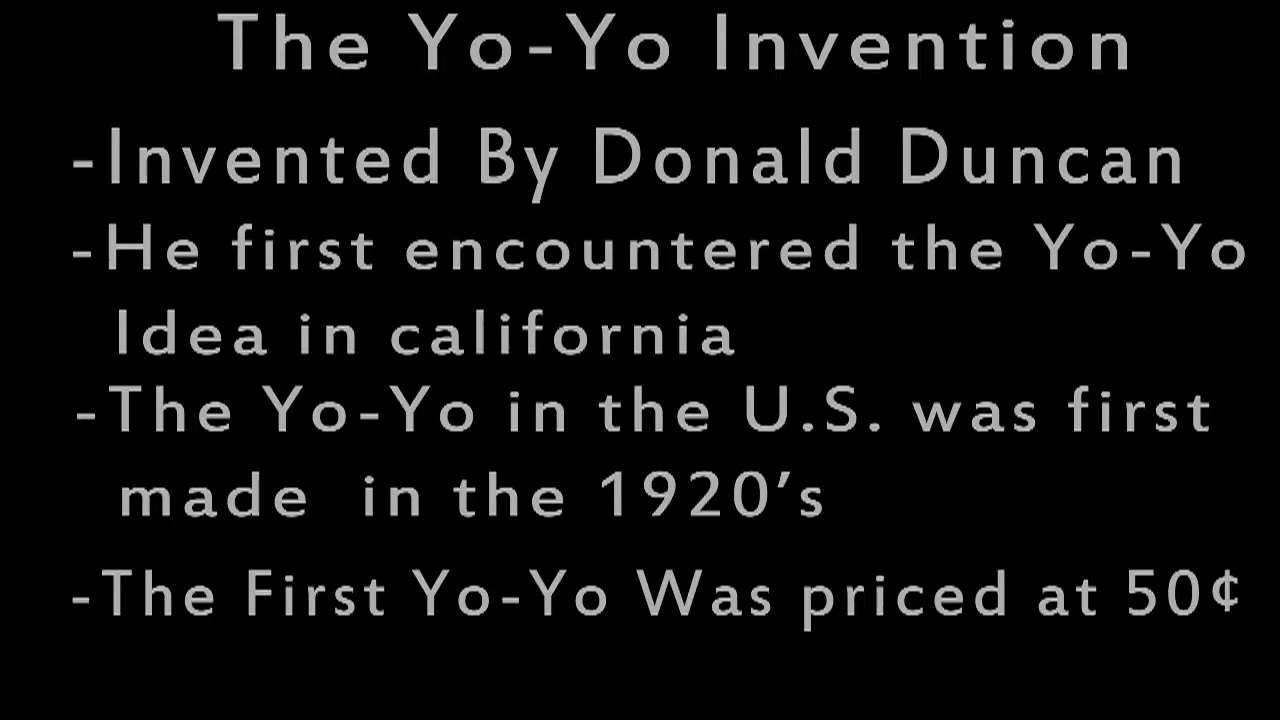 The Yo-Yo Invention
-Invented By Donald Duncan
-He first encountered the Yo-Yo
Idea in california
-The Yo-Yo in the U.S. was first
made  in the 1920’s
-The First Yo-Yo Was priced at 50¢